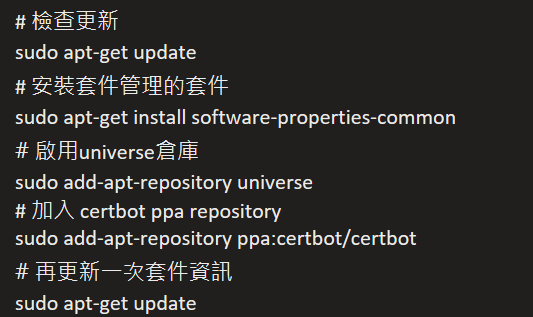 # 檢查更新
sudo apt-get update
# 安裝套件管理的套件
sudo apt-get install software-properties-common
# 啟用universe倉庫
sudo add-apt-repository universe
# 加入 certbot ppa repository
sudo add-apt-repository ppa:certbot/certbot
# 再更新一次套件資訊
sudo apt-get update